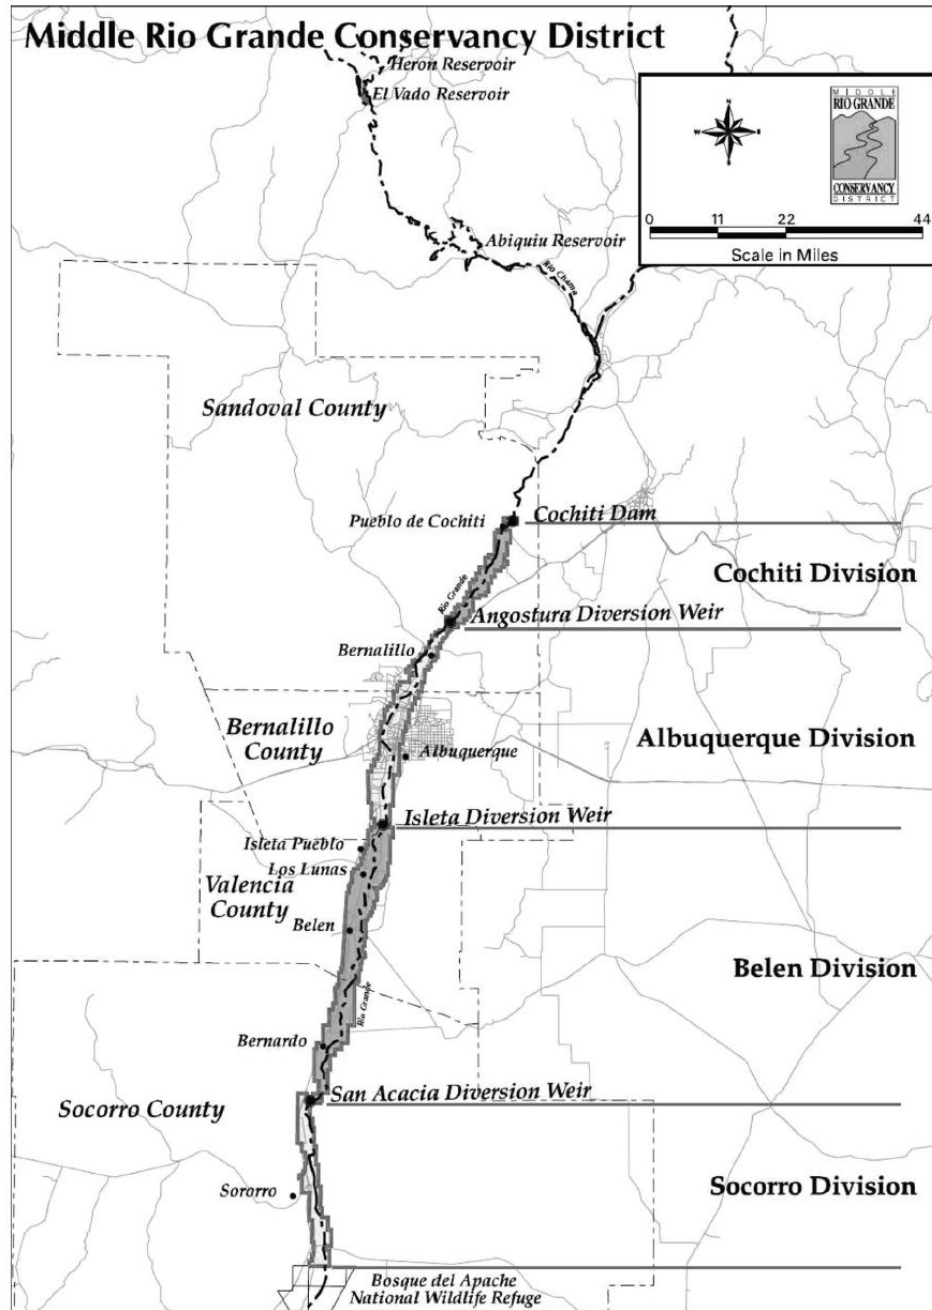 Middle Rio Grande Conservancy District
Heron Reservoir
El Vado Reservoir
MIDDLE
RIO GRANDE
CONSERVANCY
DISTRICT
N
W
E
S
0 11 22 44
Scale in Miles
Abiquiu Reservoir
Rio Chama
Sandoval County
Pueblo de Cochiti
Cochiti Dam
Cochiti Division
Rio Grande
Angostura Diversion Weir
Bernalillo
Bernalillo
County
Albuquerque
Albuquerque Division
Isleta Diversion Weir
Isleta Pueblo
Los Lunas
Valencia
County
Belen
Belen Division
Rio Grande
Bernardo
San Acacia Diversion Weir
Socorro County
Sororro
Socorro Division
Bosque del Apache
National Wildlife Refuge